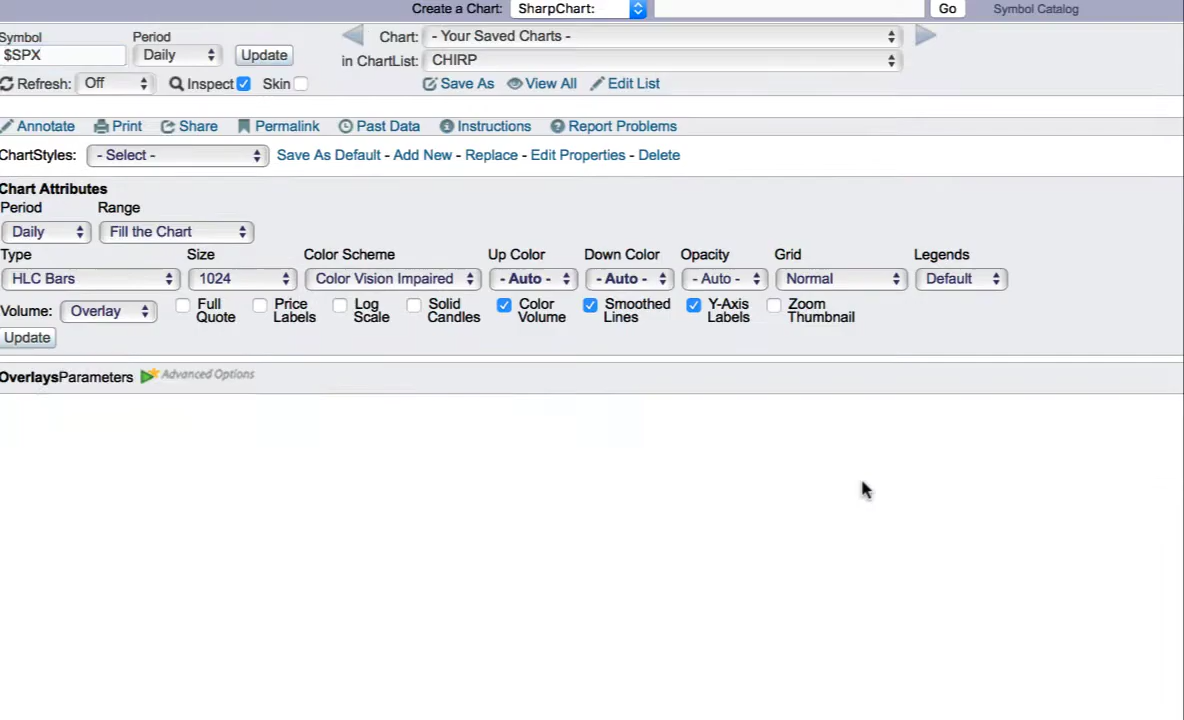 Create a Chart: SharpChart: Go Symbol Catalog
Symbol Period Chart: - Your Saved Charts -
$SPX Daily Update in ChartList: CHIRP
Refresh: Off Inspect Skin Save As View All Edit List
Annotate Print Share Permalink Past Data Instructions Report Problems
ChartStyles: - Select - Save As Default - Add New - Replace - Edit Properties - Delete
Chart Attributes
Period Range
Daily Fill the Chart
Type Size Color Scheme Up Color Down Color Opacity Grid Legends
HLC Bars 1024 Color Vision Impaired - Auto - - Auto - - Auto - Normal Default
Volume: Overlay Full Quote Price Labels Log Scale Solid Candles Color Volume Smoothed Lines Y-Axis Labels Zoom Thumbnail
Update
OverlaysParameters Advanced Options